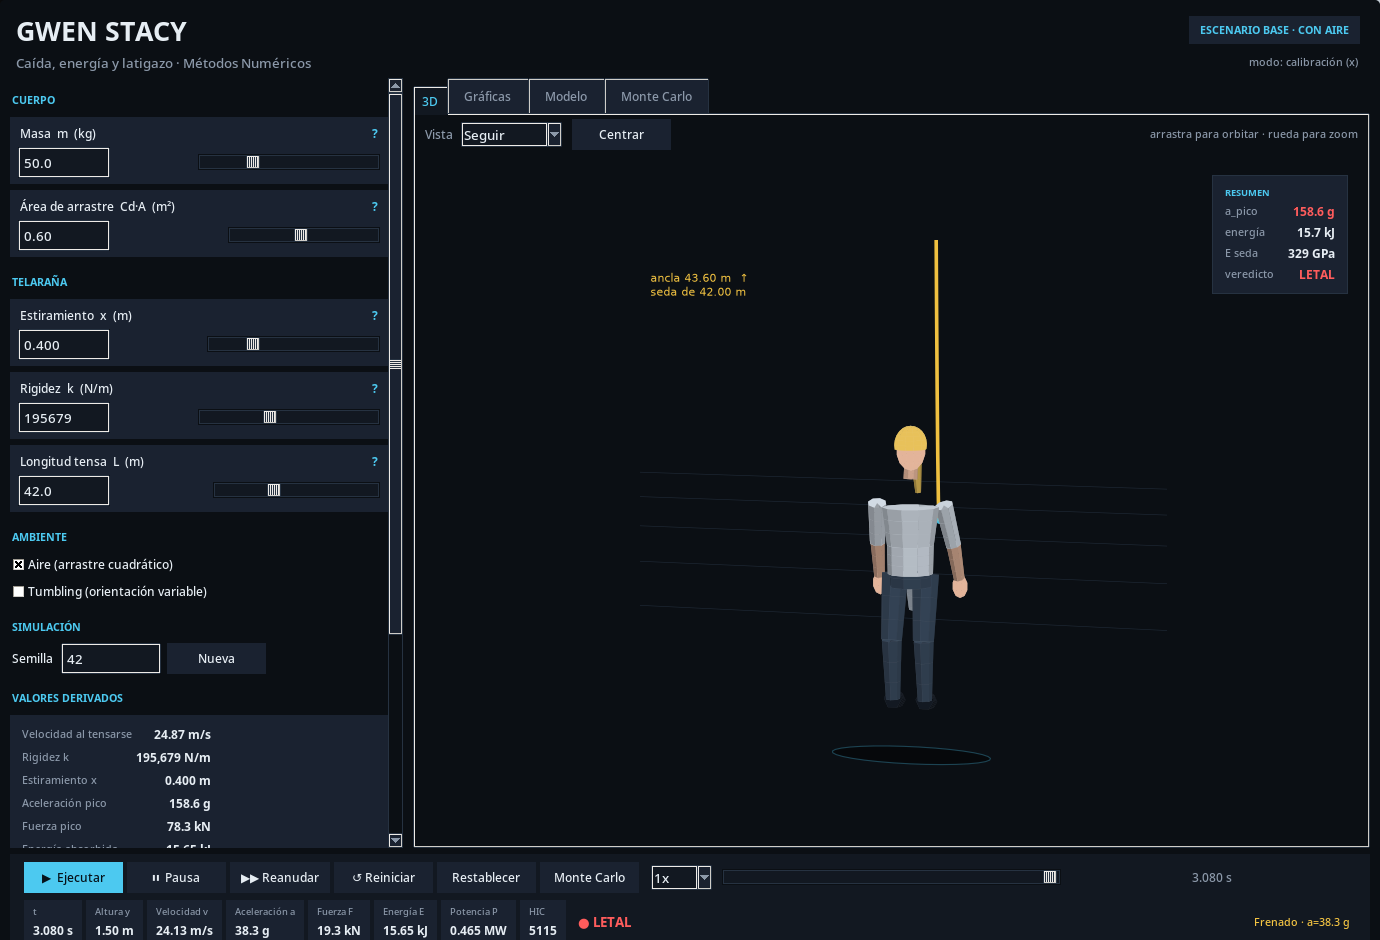 GWEN STACY
Caída, energía y latigazo · Métodos Numéricos
ESCENARIO BASE · CON AIRE
modo: calibración (x)
CUERPO
Masa m (kg) ?
50.0
Área de arrastre Cd·A (m²) ?
0.60
TELARAÑA
Estiramiento x (m) ?
0.400
Rigidez k (N/m) ?
195679
Longitud tensa L (m) ?
42.0
AMBIENTE
Aire (arrastre cuadrático)
Tumbling (orientación variable)
SIMULACIÓN
Semilla 42 Nueva
VALORES DERIVADOS
Velocidad al tensarse 24.87 m/s
Rigidez k 195,679 N/m
Estiramiento x 0.400 m
Aceleración pico 158.6 g
Fuerza pico 78.3 kN
Energía absorbida 15.65 kJ
3D Gráficas Modelo Monte Carlo
Vista Seguir Centrar arrastra para orbitar · rueda para zoom
RESUMEN
a_pico 158.6 g
energía 15.7 kJ
E seda 329 GPa
veredicto LETAL
ancla 43.60 m ↑
seda de 42.00 m
▶ Ejecutar ⏸ Pausa ▶▶ Reanudar ↺ Reiniciar Restablecer Monte Carlo 1x 3.080 s
t Altura y Velocidad v Aceleración a Fuerza F Energía E Potencia P HIC
3.080 s 1.50 m 24.13 m/s 38.3 g 19.3 kN 15.65 kJ 0.465 MW 5115
● LETAL
Frenado · a=38.3 g